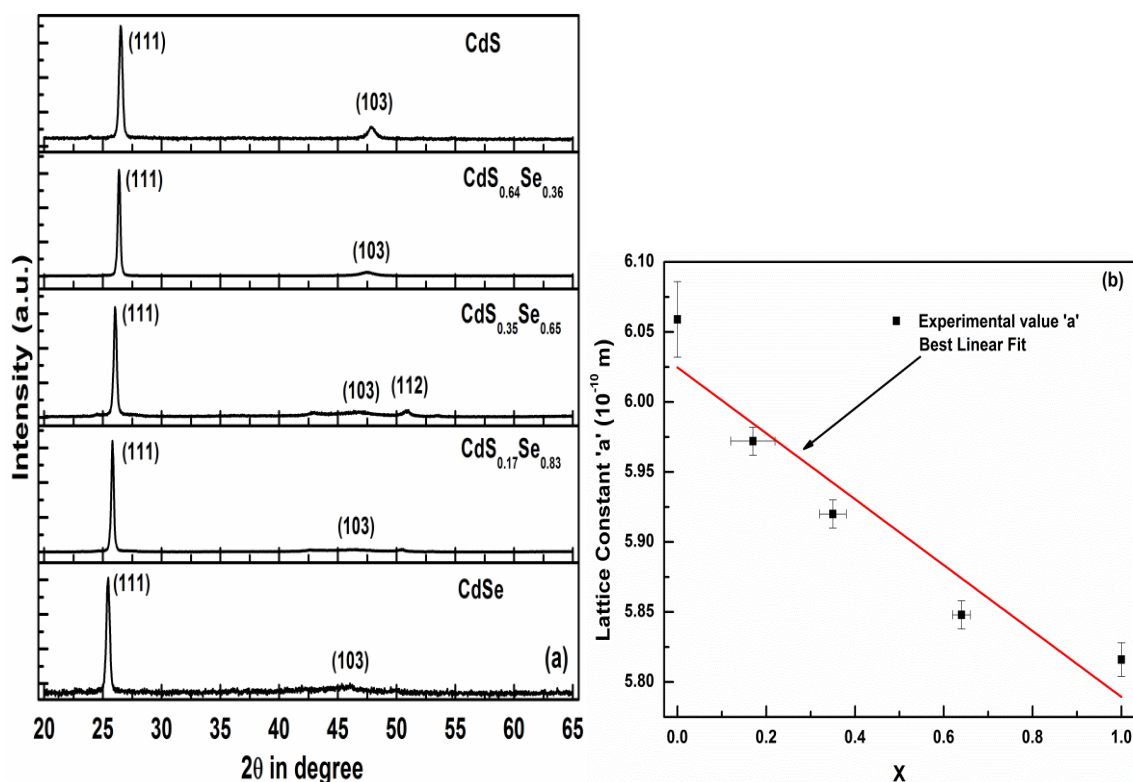 CdS
(111)
(103)
CdS0.64Se0.36
(111)
(103)
CdS0.35Se0.65
(111)
(103)
(112)
CdS0.17Se0.83
(111)
(103)
CdSe
(111)
(103)
(a)
Intensity (a.u.)
20 25 30 35 40 45 50 55 60 65
2θ in degree
(b)
6.10
6.05
6.00
5.95
5.90
5.85
5.80
Experimental value 'a'
Best Linear Fit
Lattice Constant 'a' (10-10 m)
0.0 0.2 0.4 0.6 0.8 1.0
X